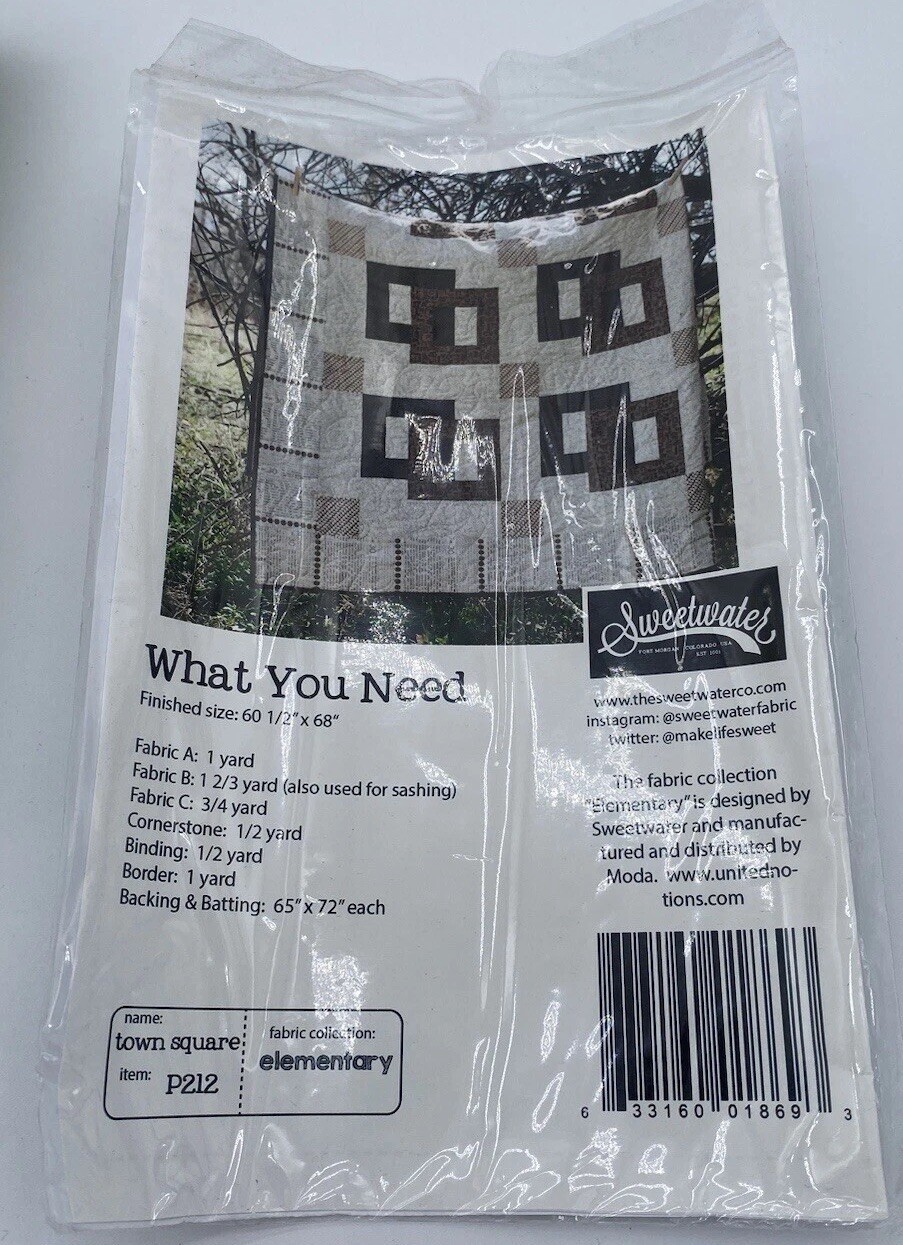 Sweetwater
FORT MORGAN COLORADO USA
EST 2001
What You Need
Finished size: 60 1/2" x 68"
Fabric A: 1 yard
Fabric B: 1 2/3 yard (also used for sashing)
Fabric C: 3/4 yard
Cornerstone: 1/2 yard
Binding: 1/2 yard
Border: 1 yard
Backing & Batting: 65" x 72" each
www.thesweetwaterco.com
instagram: @sweetwaterfabric
twitter: @makelifesweet
The fabric collection
"Elementary" is designed by
Sweetwater and manufac-
tured and distributed by
Moda. www.unitedno-
tions.com
name:
town square
item: P212
fabric collection:
elementary
6 33160 01869 3